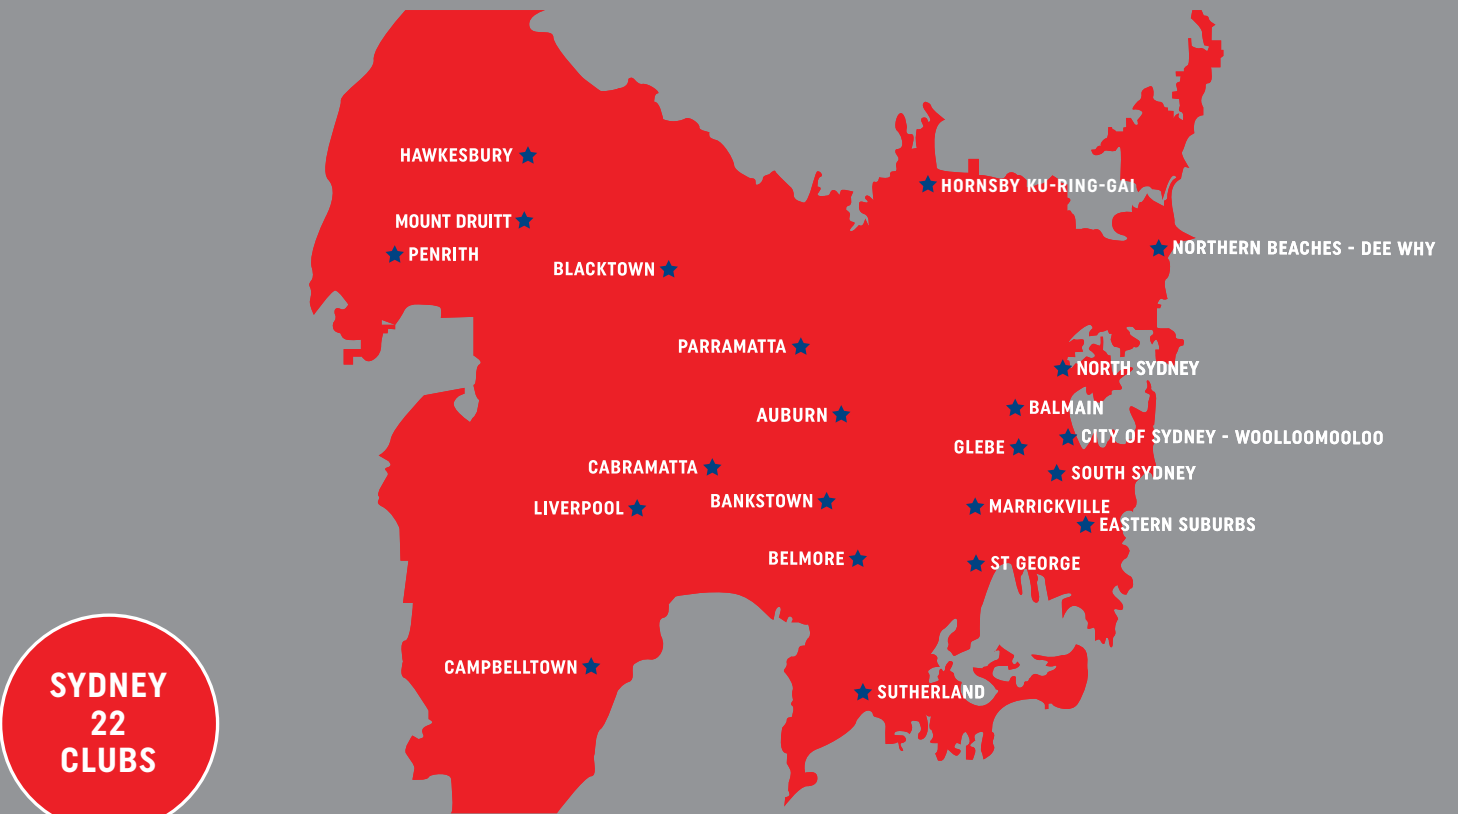 HAWKESBURY
HORNSBY KU-RING-GAI
MOUNT DRUITT
NORTHERN BEACHES - DEE WHY
PENRITH
BLACKTOWN
PARRAMATTA
NORTH SYDNEY
BALMAIN
AUBURN
CITY OF SYDNEY - WOOLLOOMOOLOO
GLEBE
CABRAMATTA
SOUTH SYDNEY
BANKSTOWN
LIVERPOOL
MARRICKVILLE
EASTERN SUBURBS
BELMORE
ST GEORGE
CAMPBELLTOWN
SUTHERLAND
SYDNEY
22
CLUBS